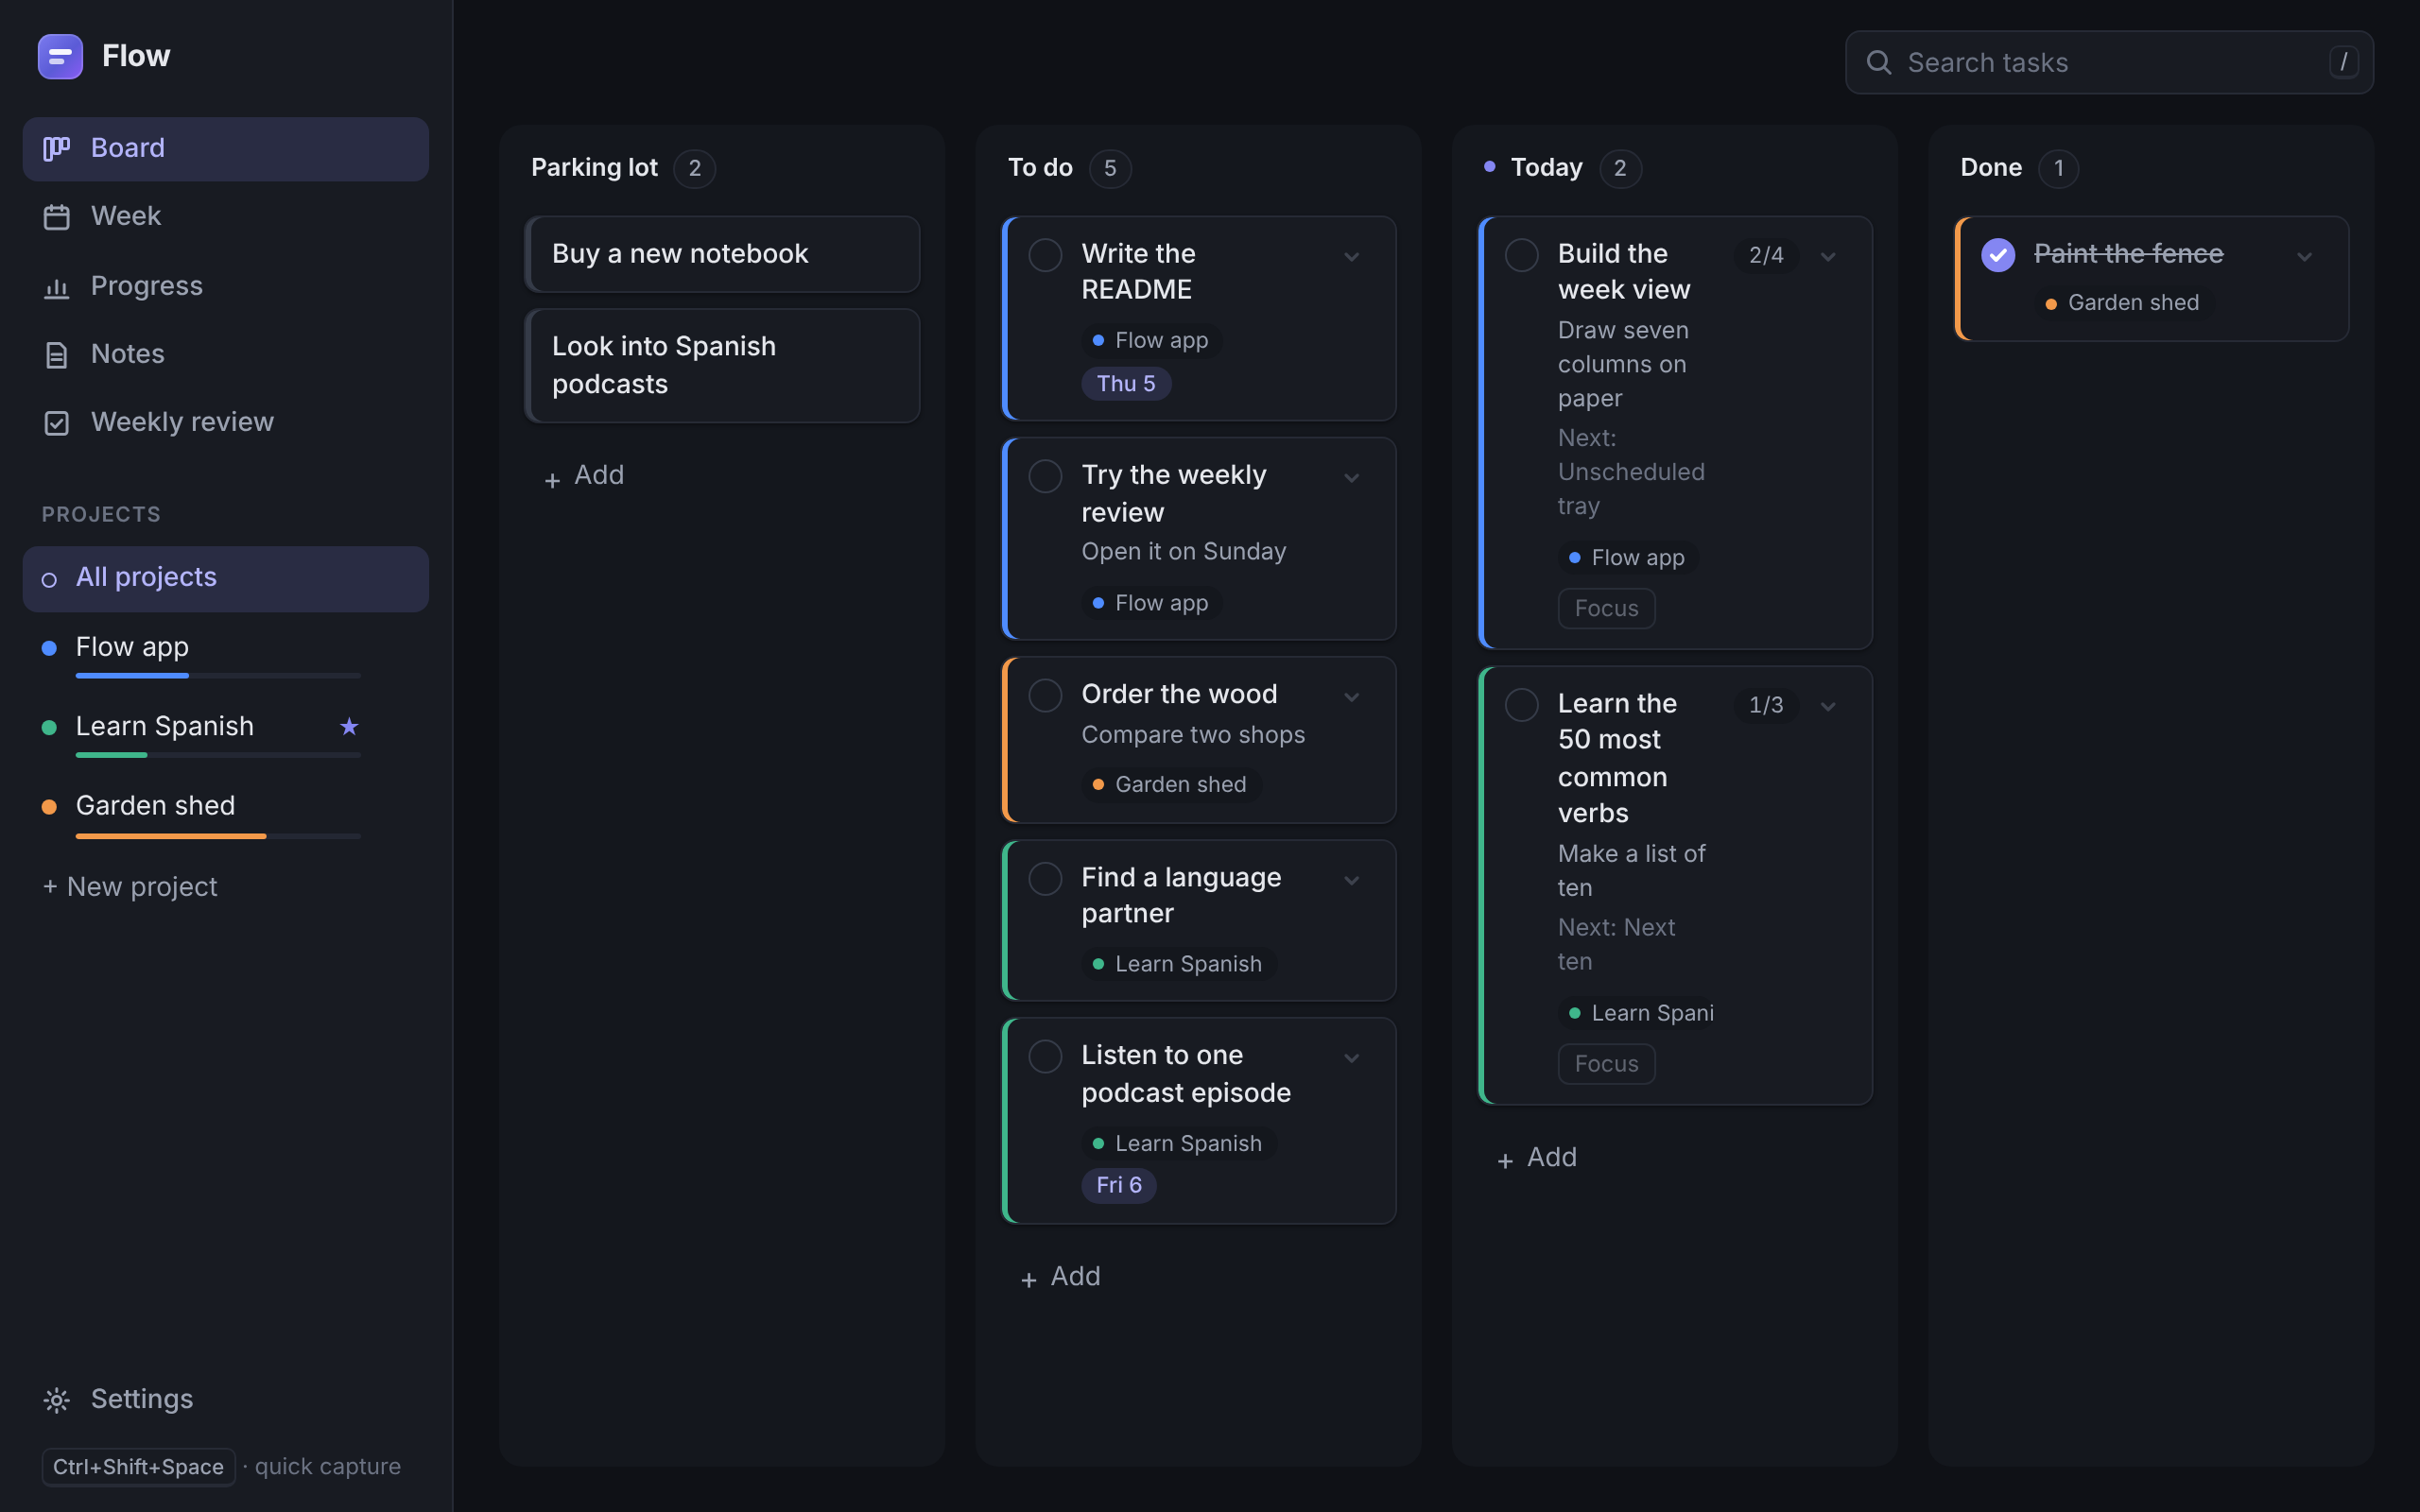 Flow
Board
Week
Progress
Notes
Weekly review
PROJECTS
All projects
Flow app
Learn Spanish
Garden shed
+ New project
Settings
Ctrl+Shift+Space · quick capture
Search tasks /
Parking lot 2
Buy a new notebook
Look into Spanish
podcasts
+ Add
To do 5
Write the
README
Flow app
Thu 5
Try the weekly
review
Open it on Sunday
Flow app
Order the wood
Compare two shops
Garden shed
Find a language
partner
Learn Spanish
Listen to one
podcast episode
Learn Spanish
Fri 6
+ Add
Today 2
Build the 2/4
week view
Draw seven
columns on
paper
Next:
Unscheduled
tray
Flow app
Focus
Learn the 1/3
50 most
common
verbs
Make a list of
ten
Next: Next
ten
Learn Spani
Focus
+ Add
Done 1
Paint the fence
Garden shed